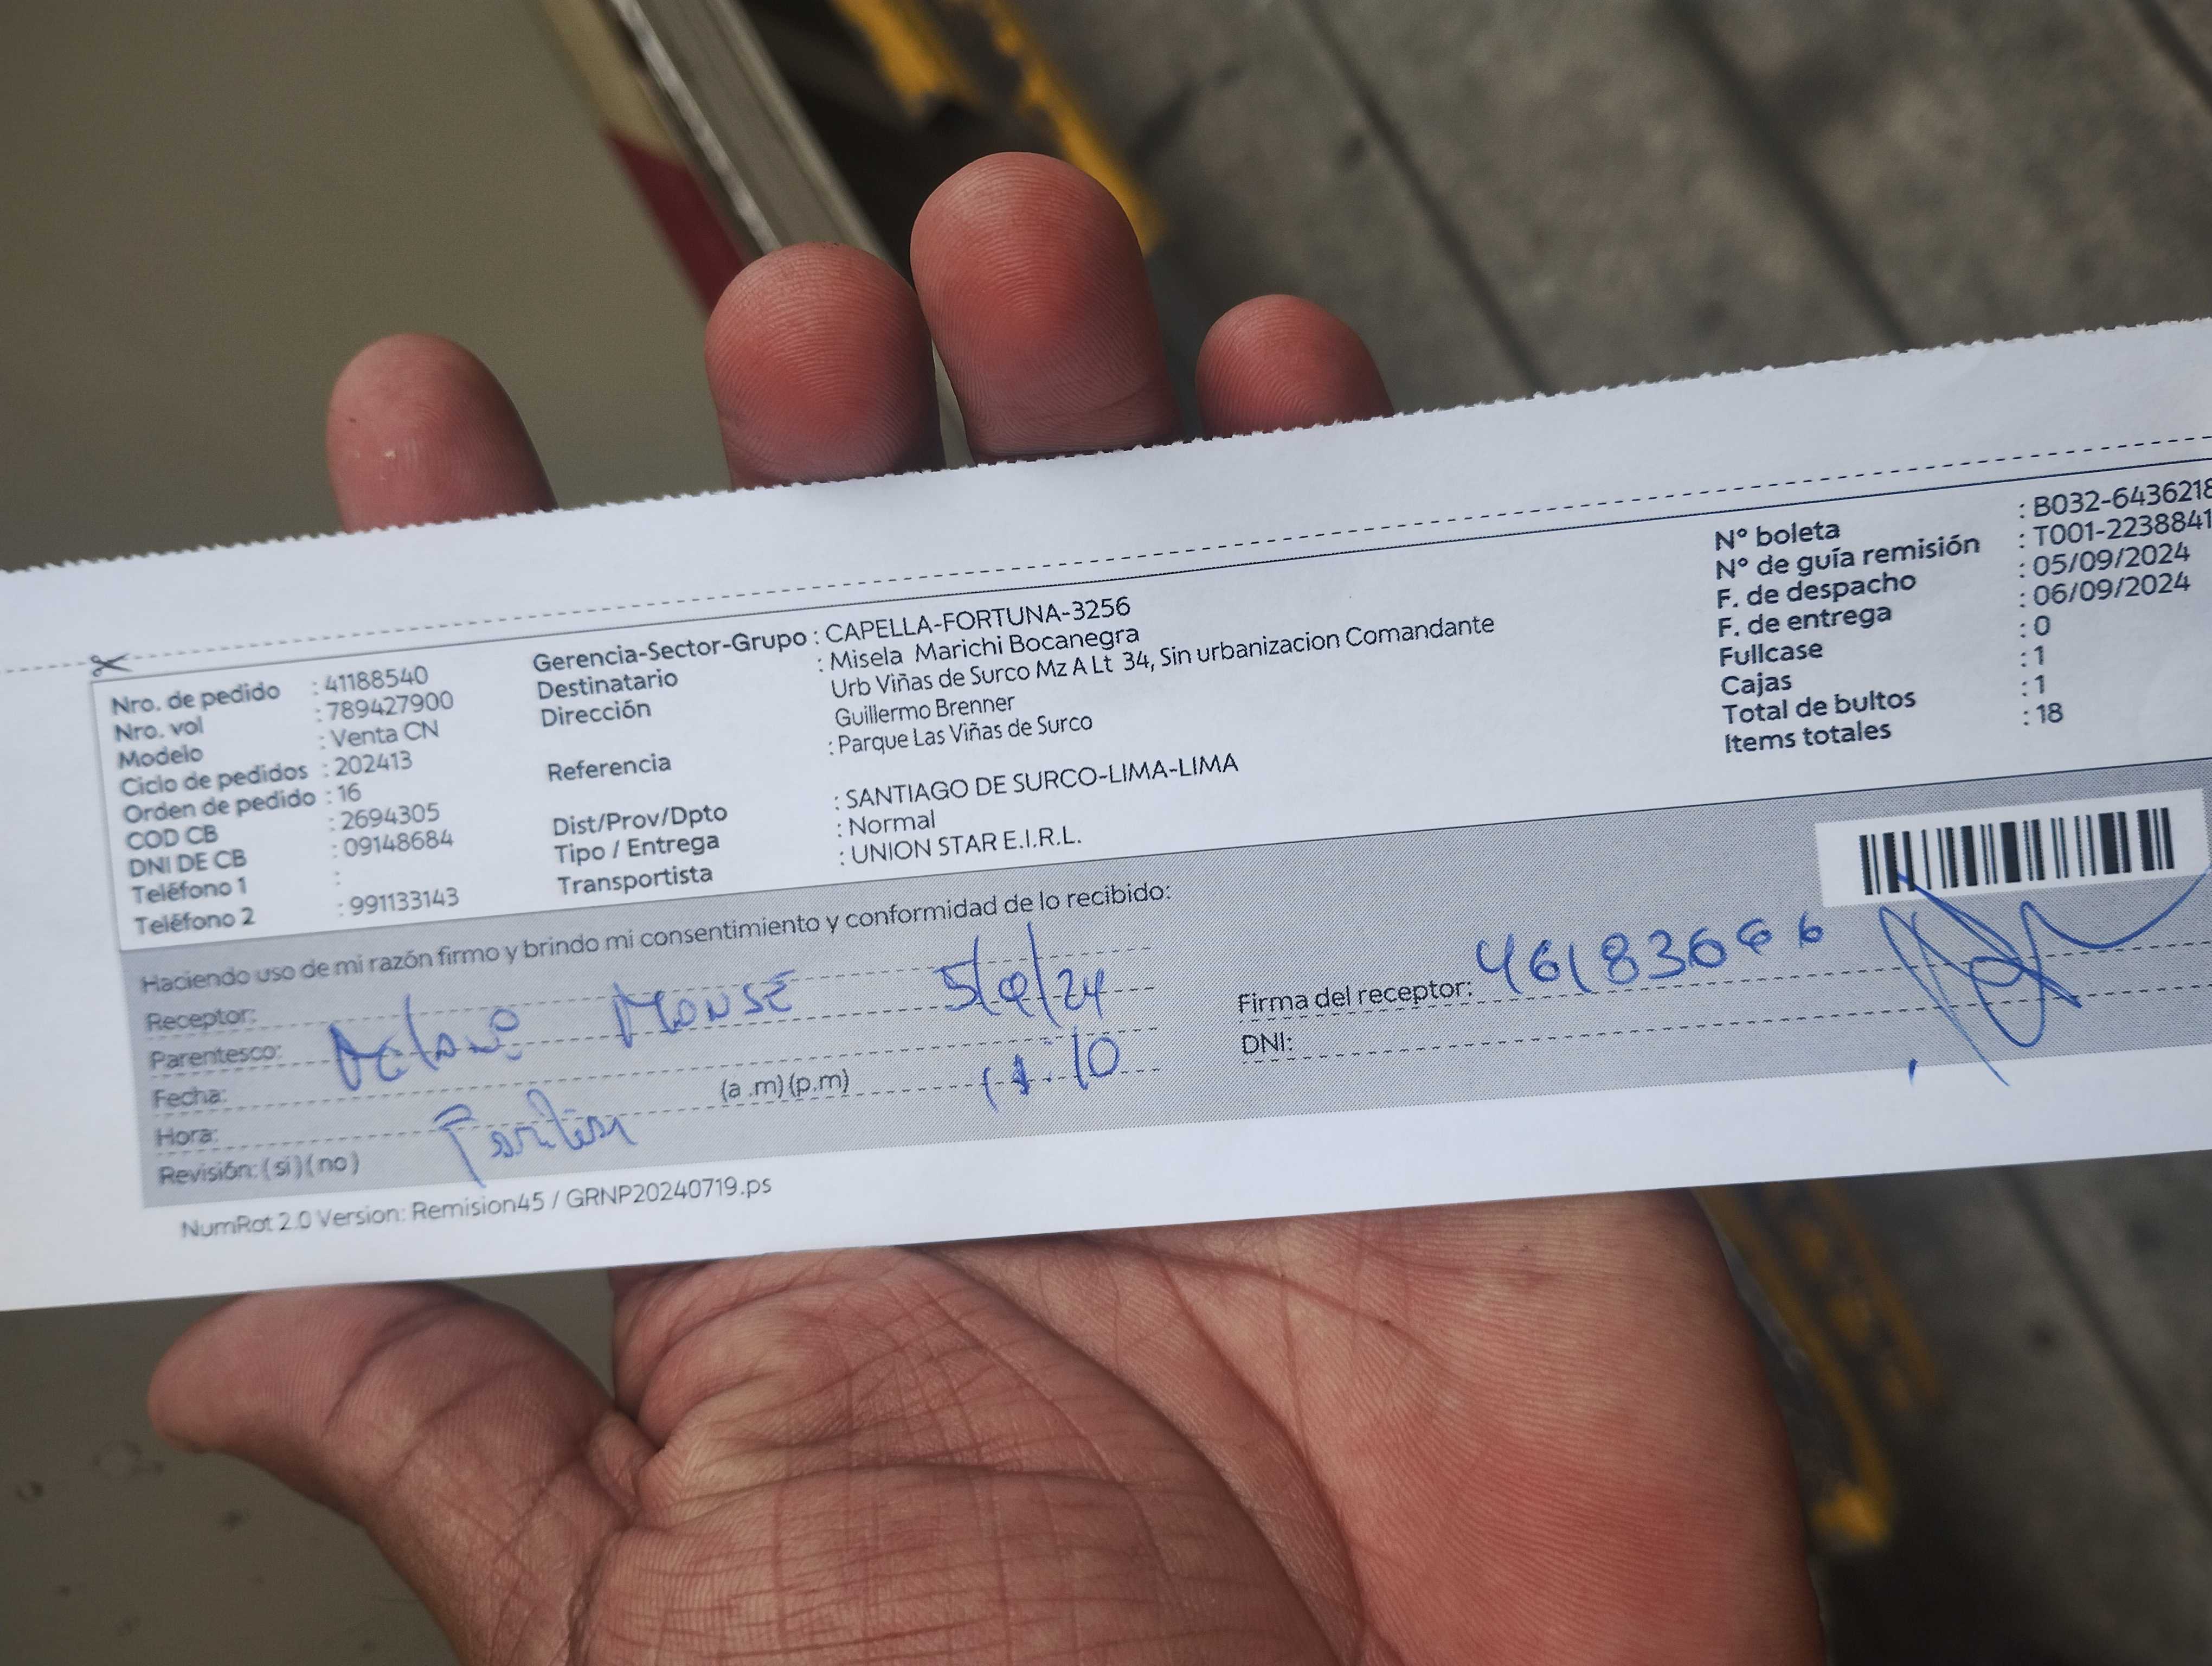 Nro. de pedido : 41188540
Nro. vol : 789427900
Modelo : Venta CN
Ciclo de pedidos : 202413
Orden de pedido : 16
COD CB : 2694305
DNI DE CB : 09148684
Teléfono 1 :
Teléfono 2 : 991133143
Gerencia-Sector-Grupo : CAPELLA-FORTUNA-3256
Destinatario : Misela Marichi Bocanegra
Dirección Urb Viñas de Surco Mz A Lt 34, Sin urbanizacion Comandante
Guillermo Brenner
Referencia : Parque Las Viñas de Surco
Dist/Prov/Dpto : SANTIAGO DE SURCO-LIMA-LIMA
Tipo / Entrega : Normal
Transportista : UNION STAR E.I.R.L.
N° boleta : B032-6436218
N° de guía remisión : T001-2238841
F. de despacho : 05/09/2024
F. de entrega : 06/09/2024
Fullcase : 0
Cajas : 1
Total de bultos : 1
Items totales : 18
Haciendo uso de mi razón firmo y brindo mi consentimiento y conformidad de lo recibido:
Receptor:
Parentesco:
Fecha:
Hora: (a .m) (p.m)
Revisión: ( si ) ( no )
5/9/24
Firma del receptor:
DNI:
NumRot 2.0 Version: Remision45 / GRNP20240719.ps